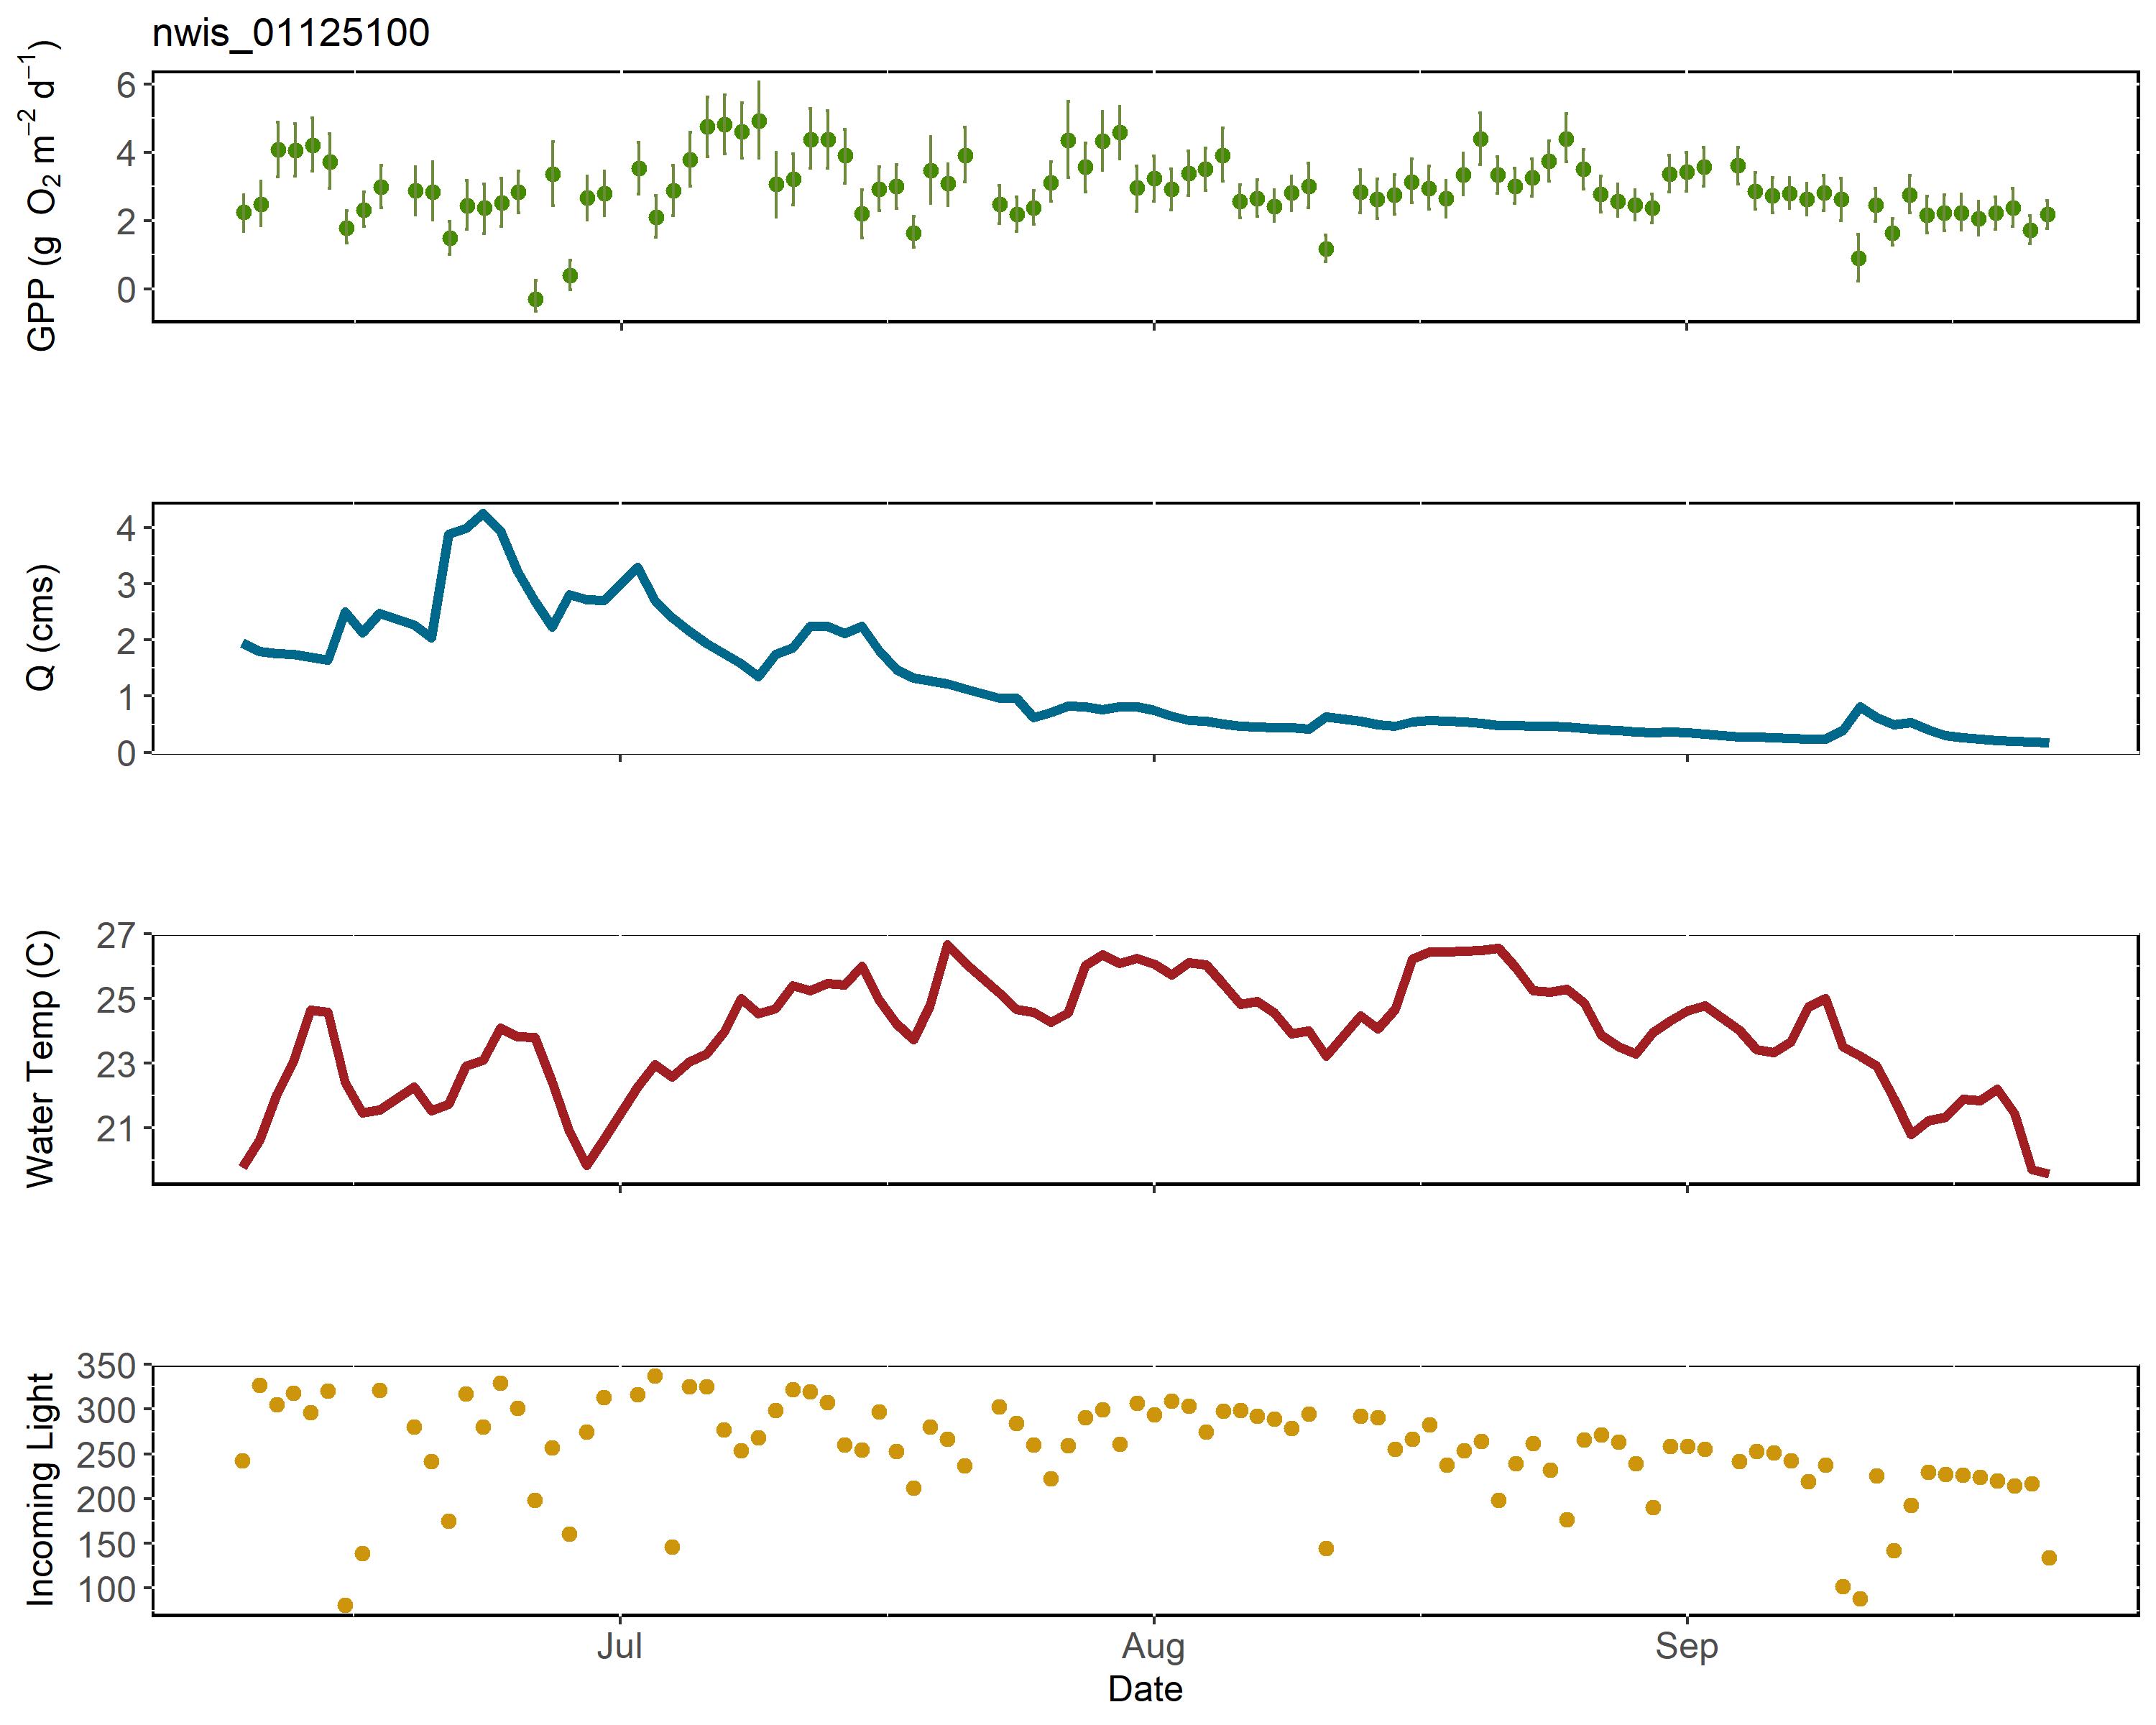 nwis_01125100
GPP (g O₂ m⁻² d⁻¹)
6
4
2
0
Q (cms)
4
3
2
1
0
Water Temp (C)
27
25
23
21
Incoming Light
350
300
250
200
150
100
Jul Aug Sep
Date